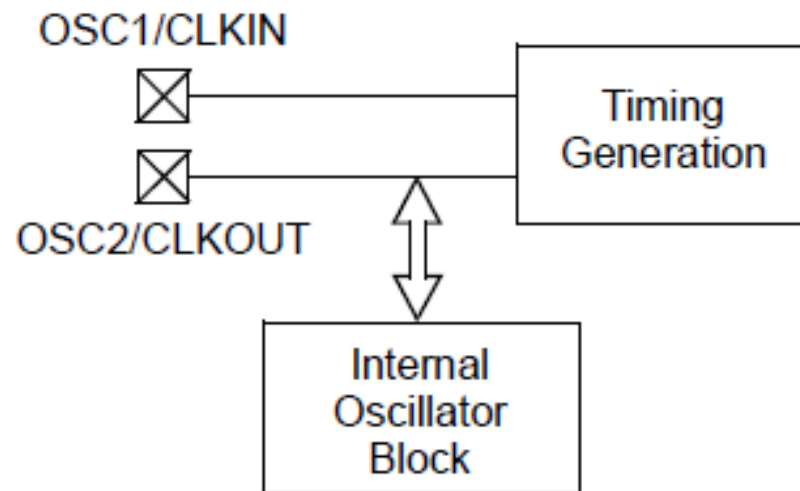 OSC1/CLKIN
Timing
Generation
OSC2/CLKOUT
Internal
Oscillator
Block